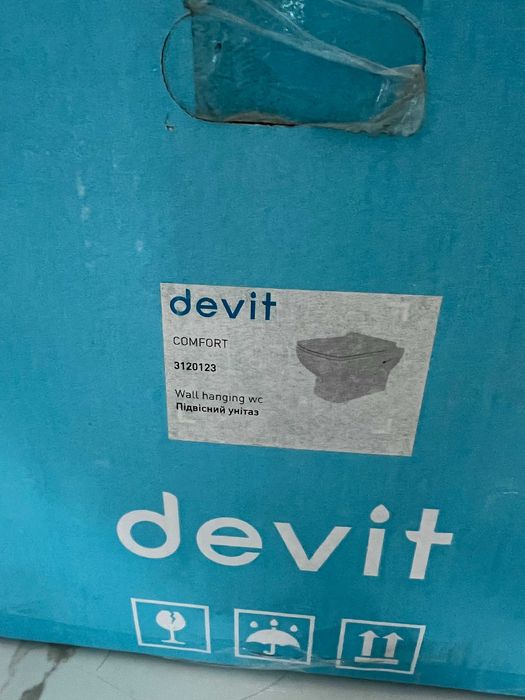 devit
COMFORT
3120123
Wall hanging wc
Підвісний унітаз
devit